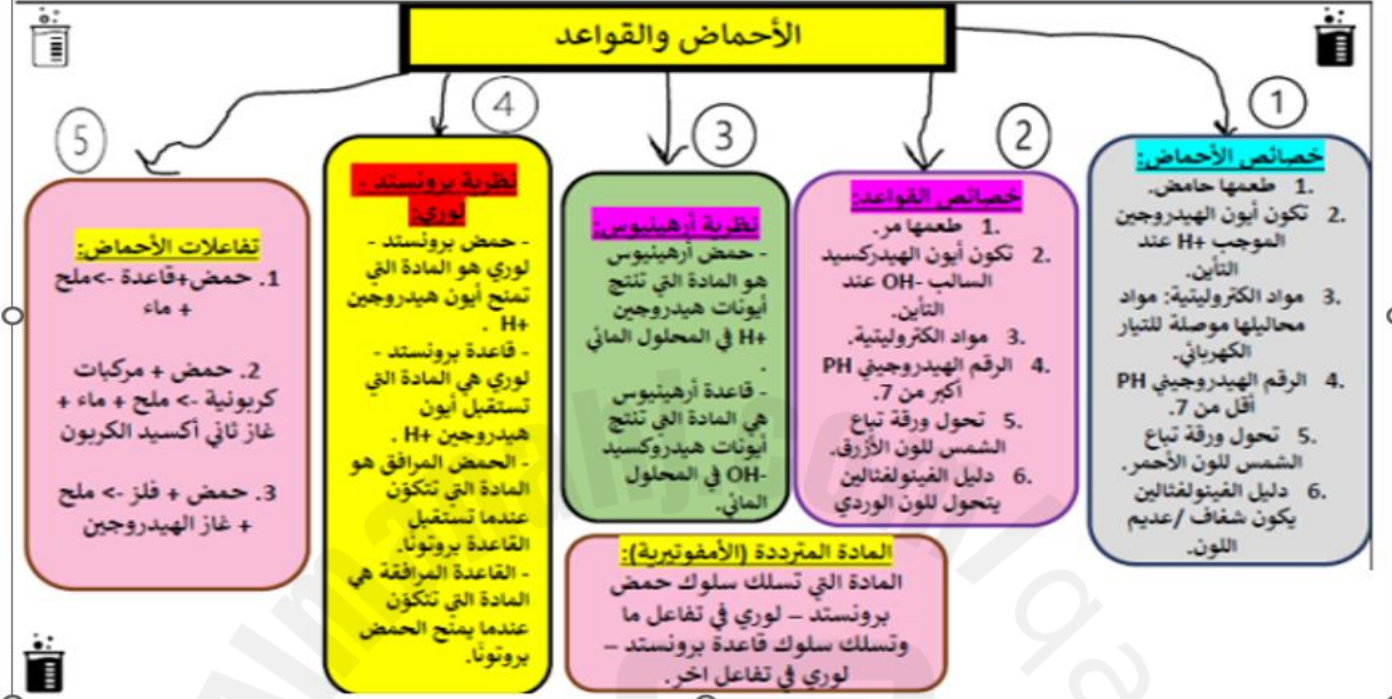 الأحماض والقواعد
1
خصائص الأحماض:
1. طعمها حامض.
2. تكون أيون الهيدروجين
الموجب H+ عند
التأين.
3. مواد الكتروليتية: مواد
محاليلها موصلة للتيار
الكهربائي.
4. الرقم الهيدروجيني PH
أقل من 7.
5. تحول ورقة تباع
الشمس للون الأحمر.
6. دليل الفينولفثالين
يكون شفاف /عديم
اللون.
2
خصائص القواعد:
1. طعمها مر.
2. تكون أيون الهيدركسيد
السالب OH- عند
التأين.
3. مواد الكتروليتية.
4. الرقم الهيدروجيني PH
أكبر من 7.
5. تحول ورقة تباع
الشمس للون الأزرق.
6. دليل الفينولفثالين
يتحول للون الوردي
3
نظرية أرهينيوس:
- حمض أرهينيوس
هو المادة التي تنتج
أيونات هيدروجين
H+ في المحلول المائي
.
- قاعدة أرهينيوس
هي المادة التي تنتج
أيونات هيدروكسيد
OH- في المحلول
المائي.
4
نظرية برونستد -
لوري:
- حمض برونستد -
لوري هو المادة التي
تمنح أيون هيدروجين
H+ .
- قاعدة برونستد -
لوري هي المادة التي
تستقبل أيون
هيدروجين H+ .
- الحمض المرافق هو
المادة التي تتكوّن
عندما تستقبل
القاعدة بروتونًا.
- القاعدة المرافقة هي
المادة التي تتكوّن
عندما يمنح الحمض
بروتونًا.
5
تفاعلات الأحماض:
1. حمض+قاعدة ->ملح
+ ماء
2. حمض + مركبات
كربونية -> ملح + ماء +
غاز ثاني أكسيد الكربون
3. حمض + فلز -> ملح
+ غاز الهيدروجين
المادة المترددة (الأمفوتيرية):
المادة التي تسلك سلوك حمض
برونستد – لوري في تفاعل ما
وتسلك سلوك قاعدة برونستد –
لوري في تفاعل اخر.